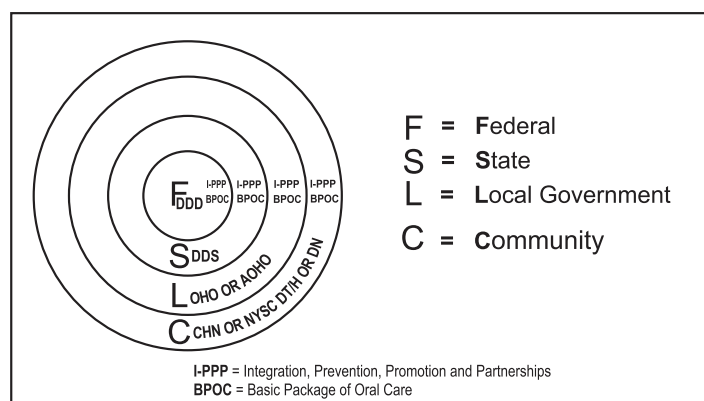 F DDD
I-PPP I-PPP I-PPP I-PPP
BPOC BPOC BPOC BPOC
S DDS
L OHO OR AOHO
C CHN OR NYSC DT/H OR DN
F = Federal
S = State
L = Local Government
C = Community
I-PPP = Integration, Prevention, Promotion and Partnerships
BPOC = Basic Package of Oral Care